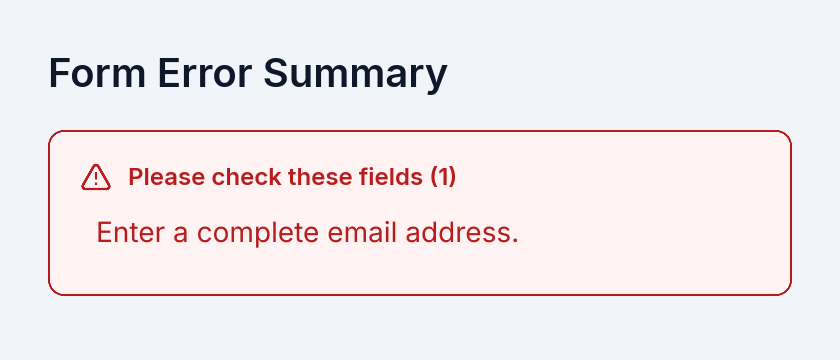 Form Error Summary
Please check these fields (1)
Enter a complete email address.